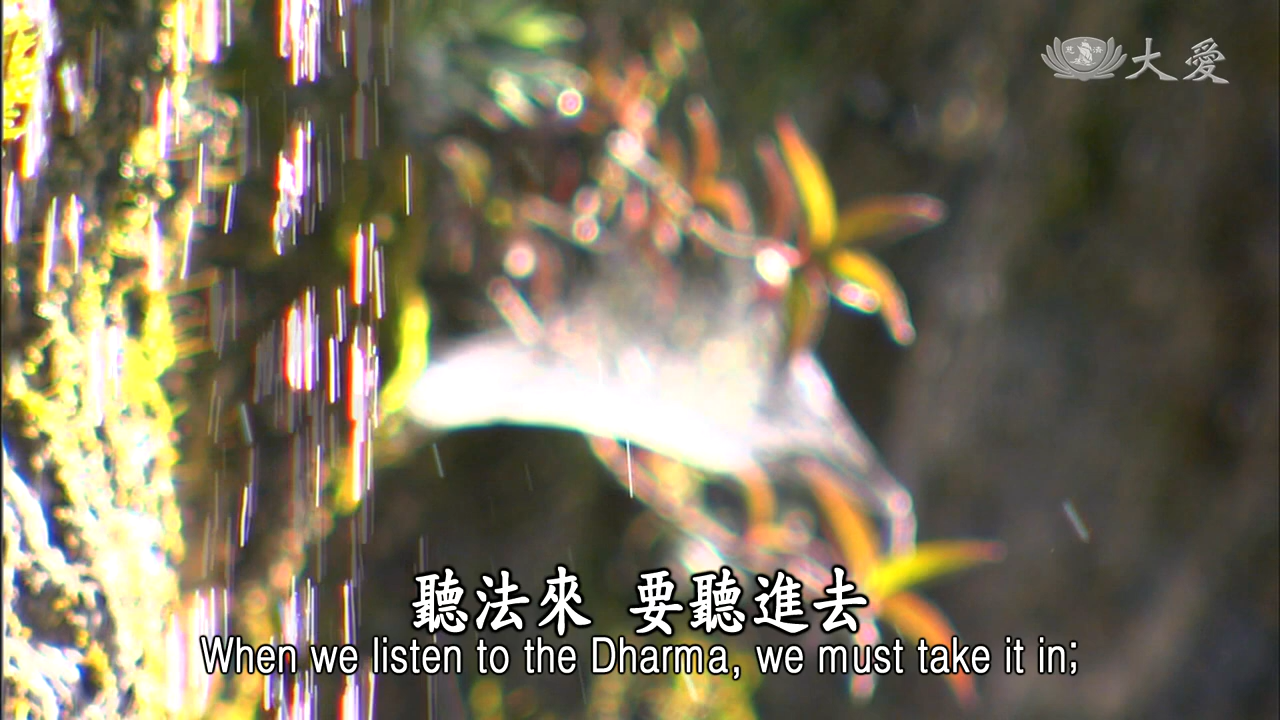 大愛
聽法來 要聽進去
When we listen to the Dharma, we must take it in;